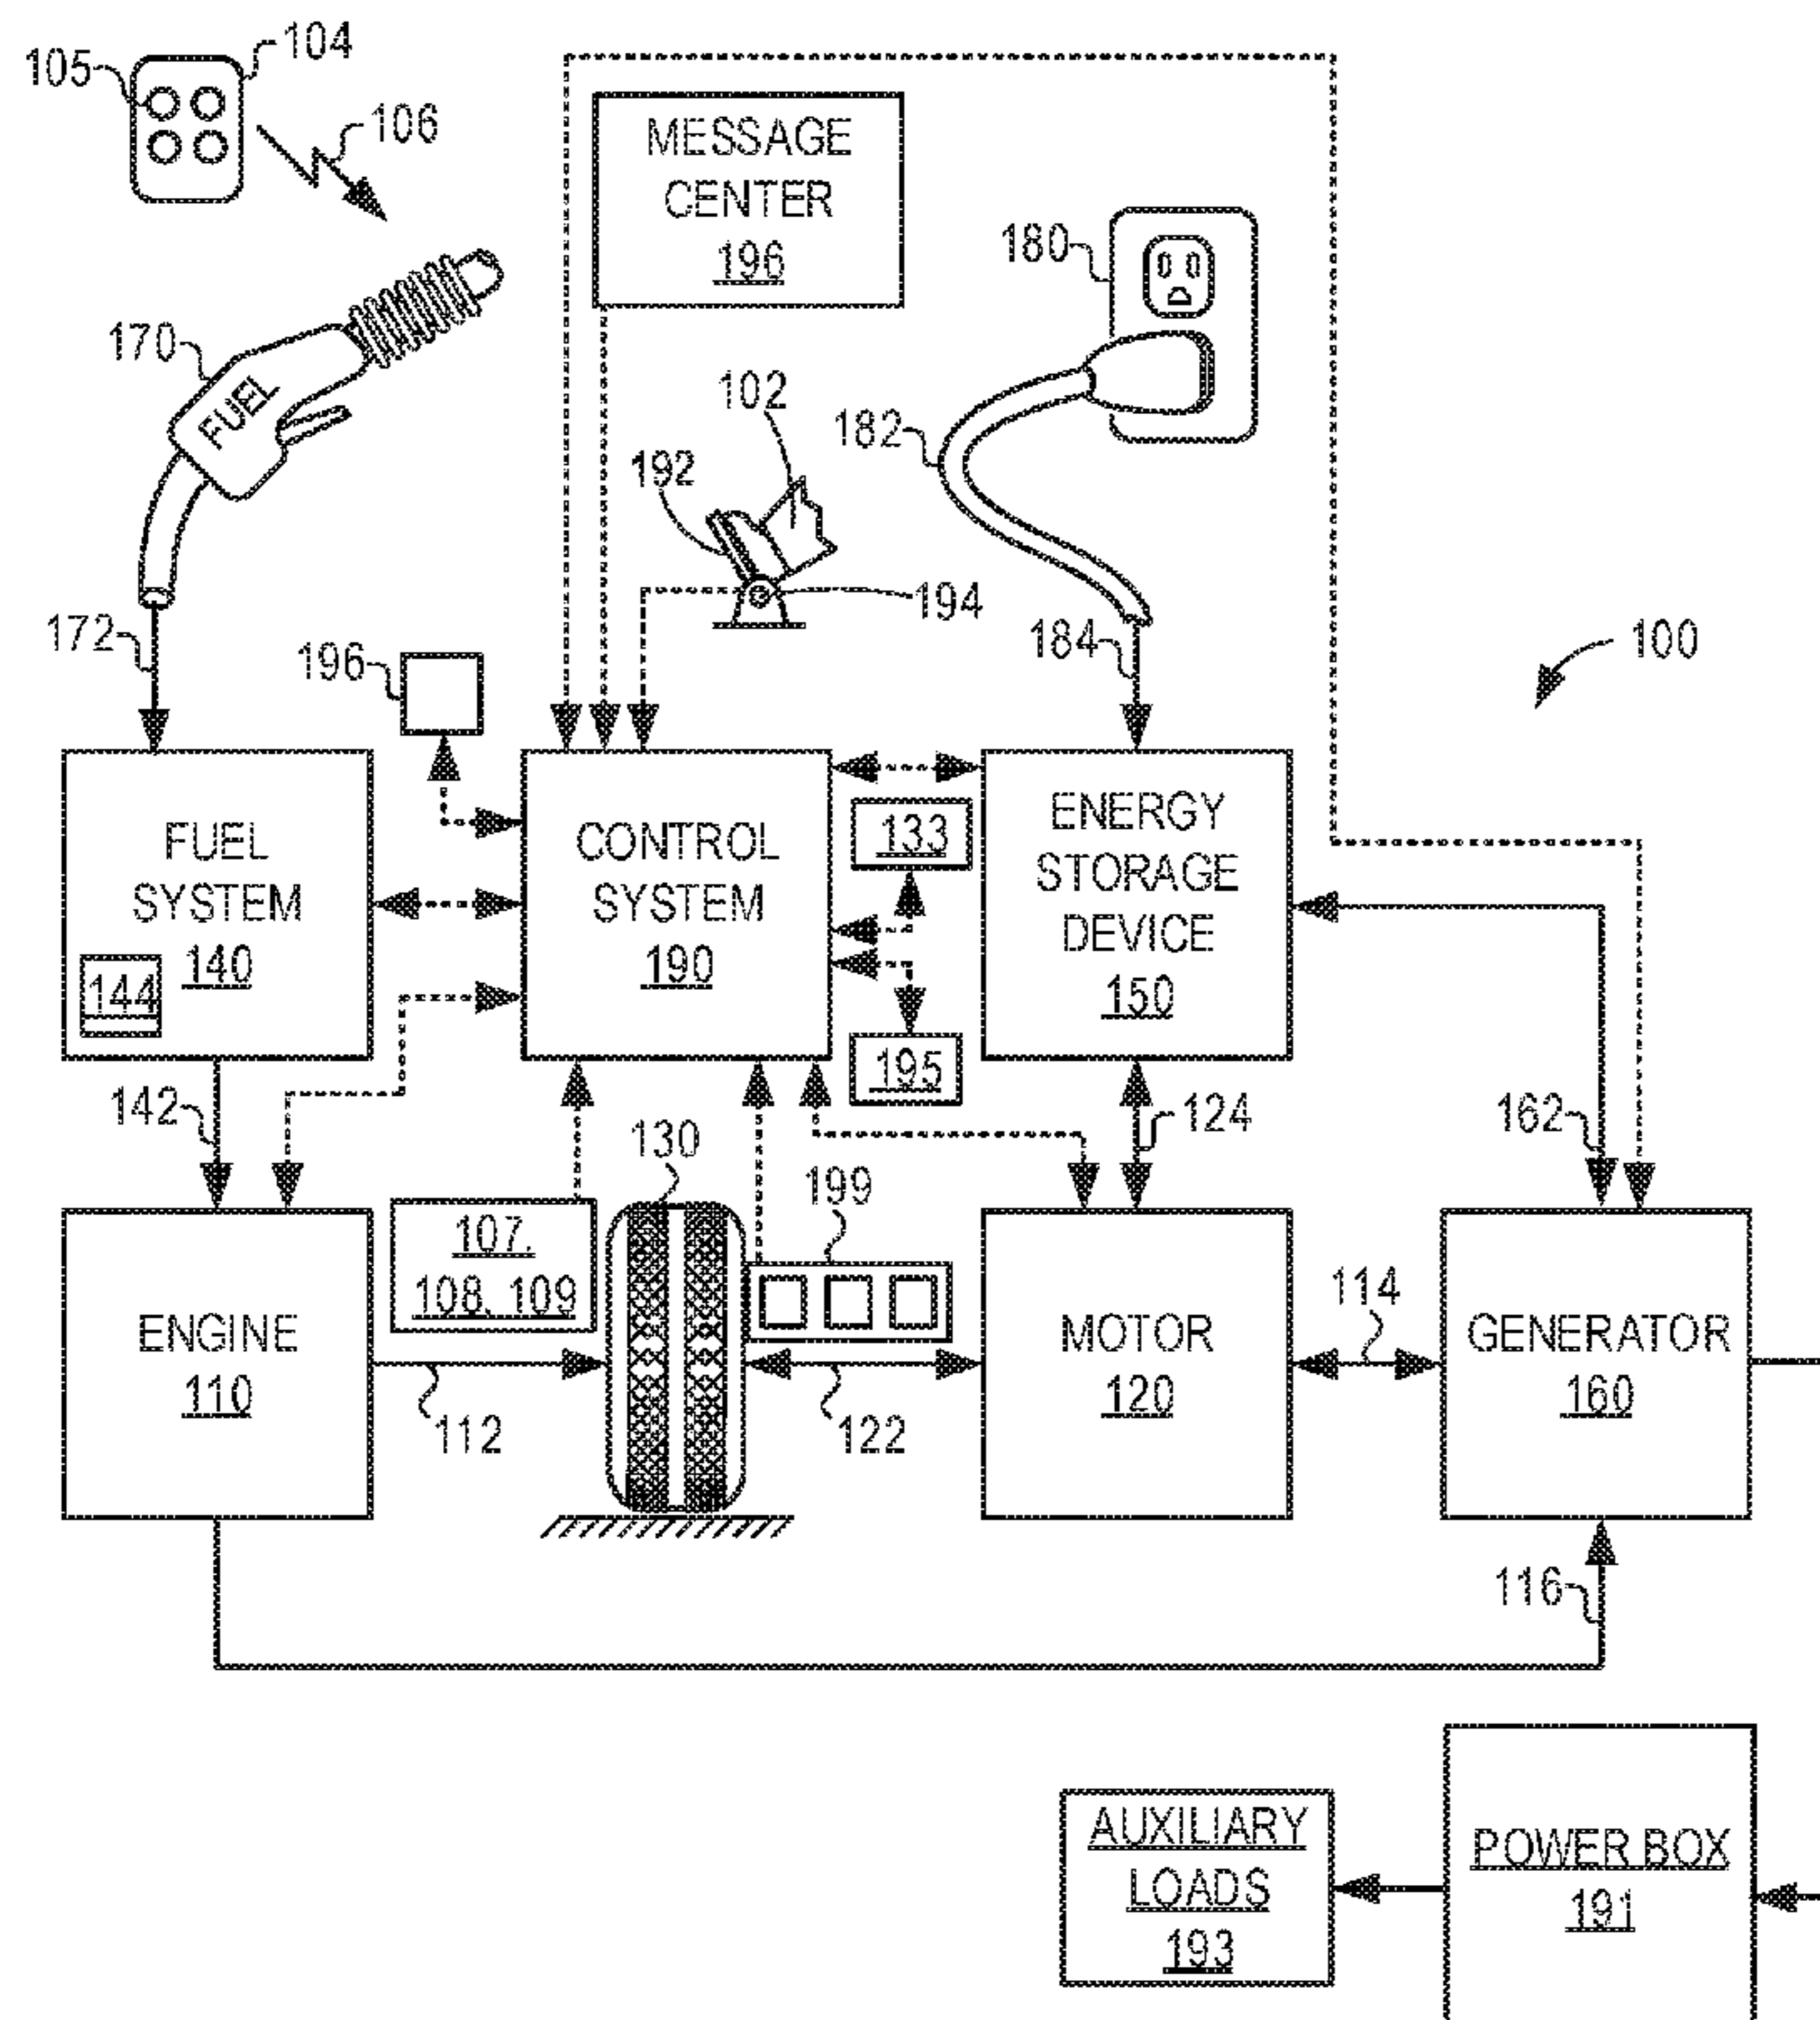 105
104
106
MESSAGE
CENTER
196
180
170
FUEL
102
182
192
194
172
184
100
196
FUEL
SYSTEM
140
144
CONTROL
SYSTEM
190
133
195
ENERGY
STORAGE
DEVICE
150
142
130
124
162
199
107,
108, 109
ENGINE
110
112
122
MOTOR
120
114
GENERATOR
160
116
AUXILIARY
LOADS
193
POWER BOX
191